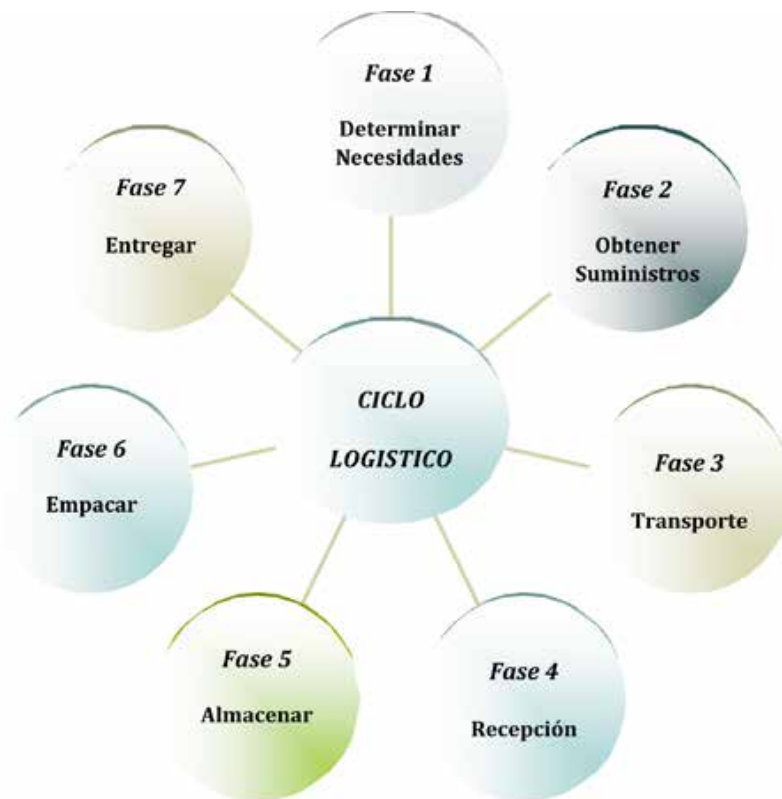 Fase 1
Determinar
Necesidades
Fase 2
Obtener
Suministros
Fase 3
Transporte
Fase 4
Recepción
Fase 5
Almacenar
Fase 6
Empacar
Fase 7
Entregar
CICLO
LOGISTICO